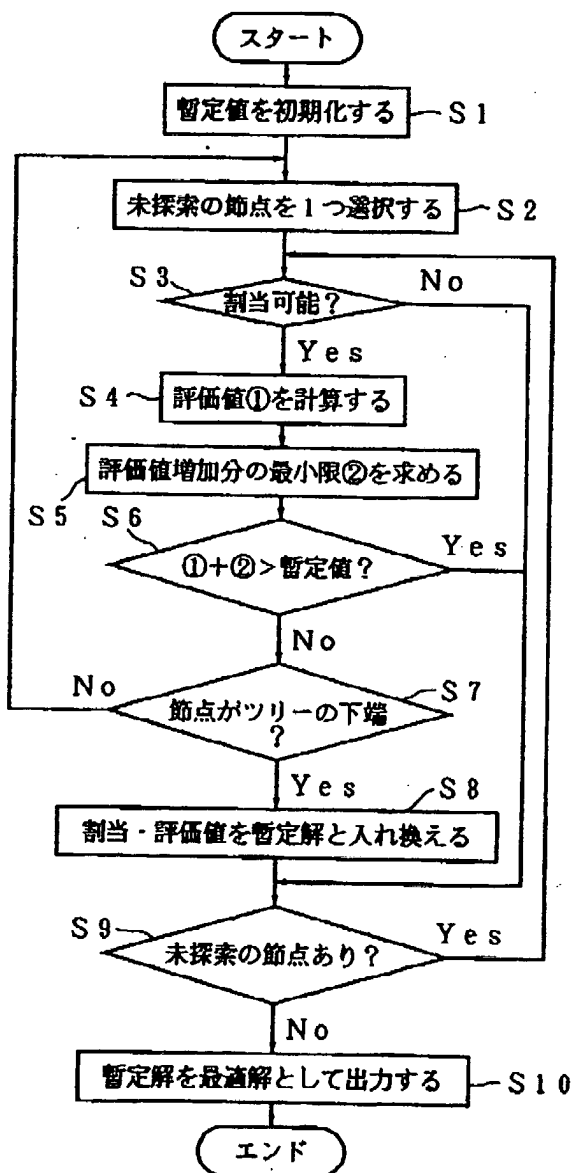 スタート
暫定値を初期化する
S1
未探索の節点を1つ選択する
S2
S3
割当可能?
No
Yes
S4
評価値①を計算する
評価値増加分の最小限②を求める
S5
S6
①+②>暫定値?
Yes
No
No
節点がツリーの下端
?
S7
Yes
S8
割当・評価値を暫定解と入れ換える
S9
未探索の節点あり?
Yes
No
暫定解を最適解として出力する
S10
エンド